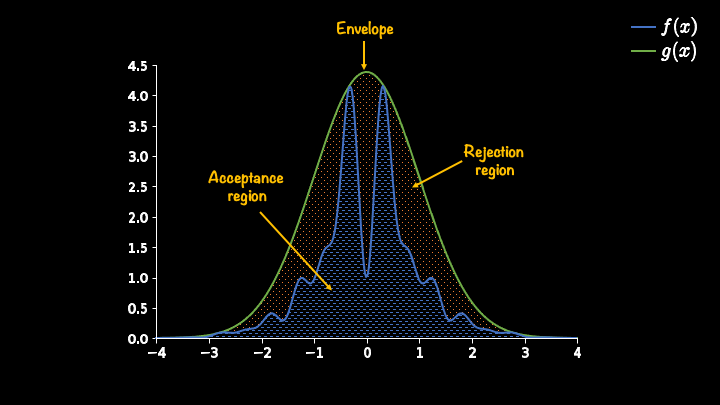 Envelope
f(x)
g(x)
4.5
4.0
3.5
3.0
2.5
2.0
1.5
1.0
0.5
0.0
Rejection
region
Acceptance
region
−4 −3 −2 −1 0 1 2 3 4